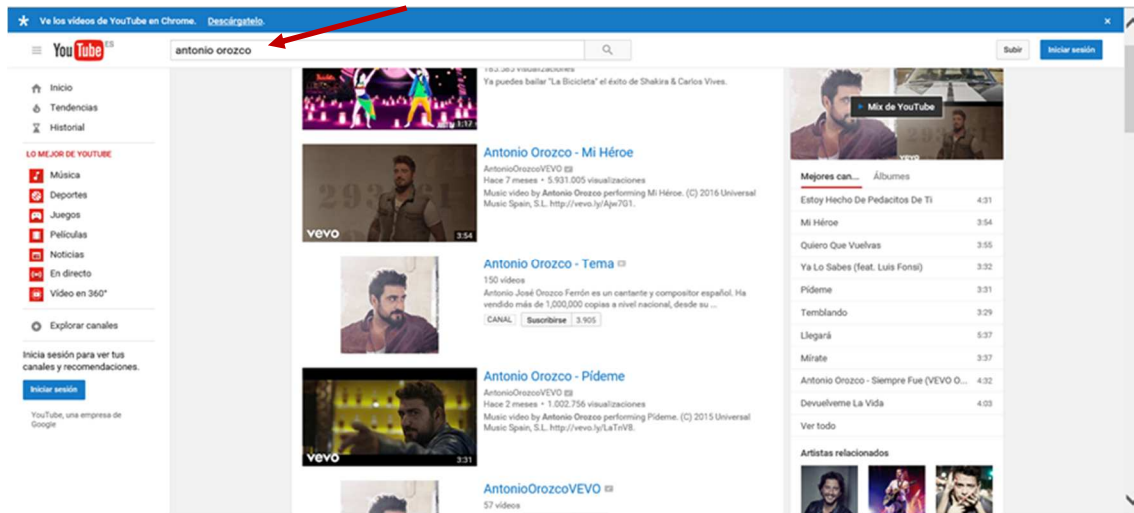 Ve los vídeos de YouTube en Chrome. Descárgatelo.
×
YouTube ES
antonio orozco
Subir
Iniciar sesión
Inicio
Tendencias
Historial
LO MEJOR DE YOUTUBE
Música
Deportes
Juegos
Películas
Noticias
En directo
Vídeo en 360°
Explorar canales
Inicia sesión para ver tus
canales y recomendaciones.
Iniciar sesión
YouTube, una empresa de
Google
183.583 visualizaciones
Ya puedes bailar "La Bicicleta" el éxito de Shakira & Carlos Vives.
1:17
Antonio Orozco - Mi Héroe
AntonioOrozcoVEVO
Hace 7 meses • 5.931.005 visualizaciones
Music video by Antonio Orozco performing Mi Héroe. (C) 2016 Universal
Music Spain, S.L. http://vevo.ly/Ajw7G1.
vevo
3:54
Antonio Orozco - Tema
150 vídeos
Antonio José Orozco Ferrón es un cantante y compositor español. Ha
vendido más de 1,000,000 copias a nivel nacional, desde su ...
CANAL Suscribirse 3.905
Antonio Orozco - Pídeme
AntonioOrozcoVEVO
Hace 2 meses • 1.002.756 visualizaciones
Music video by Antonio Orozco performing Pídeme. (C) 2015 Universal
Music Spain, S.L. http://vevo.ly/LaTnV8.
vevo
3:31
AntonioOrozcoVEVO
57 vídeos
Mix de YouTube
vevo
Mejores can... Álbumes
Estoy Hecho De Pedacitos De Ti 4:31
Mi Héroe 3:54
Quiero Que Vuelvas 3:55
Ya Lo Sabes (feat. Luis Fonsi) 3:32
Pídeme 3:31
Temblando 3:29
Llegará 5:37
Mírate 3:37
Antonio Orozco - Siempre Fue (VEVO O... 4:32
Devuelveme La Vida 4:03
Ver todo
Artistas relacionados